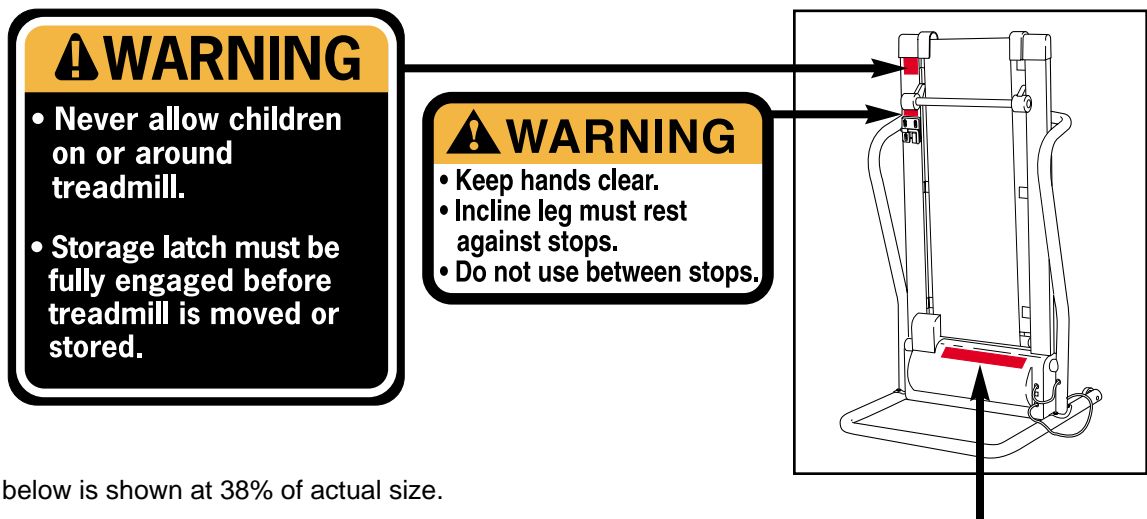 WARNING
• Never allow children
on or around
treadmill.
• Storage latch must be
fully engaged before
treadmill is moved or
stored.
WARNING
• Keep hands clear.
• Incline leg must rest
against stops.
• Do not use between stops.
below is shown at 38% of actual size.